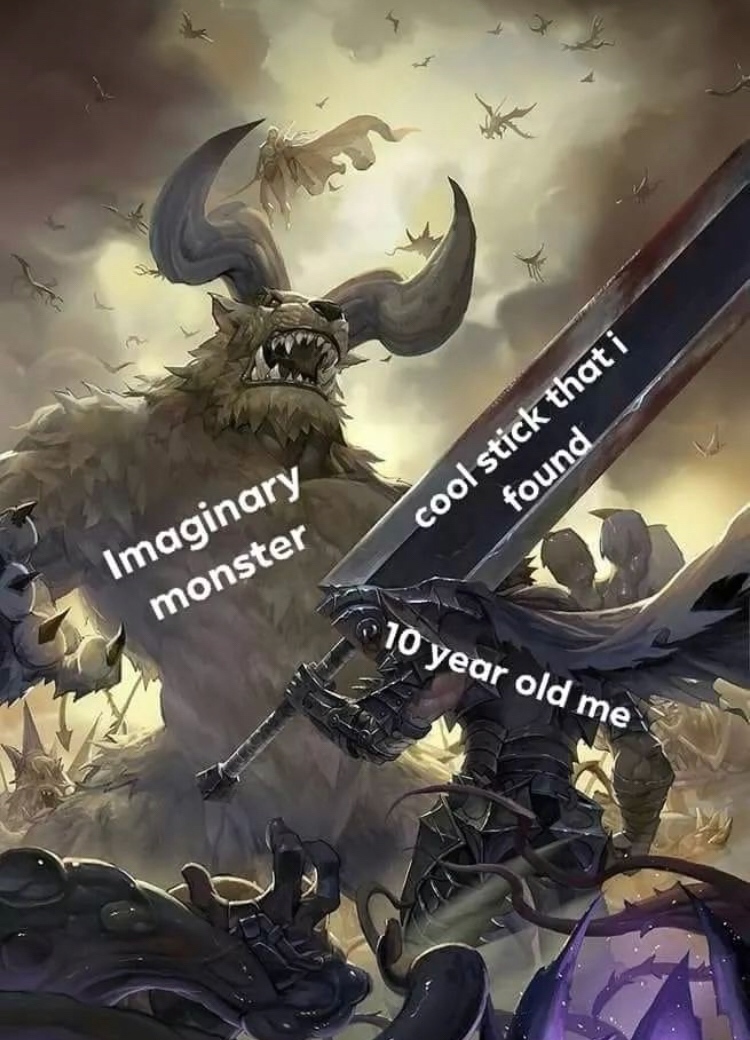 cool stick that i
found
Imaginary
monster
10 year old me